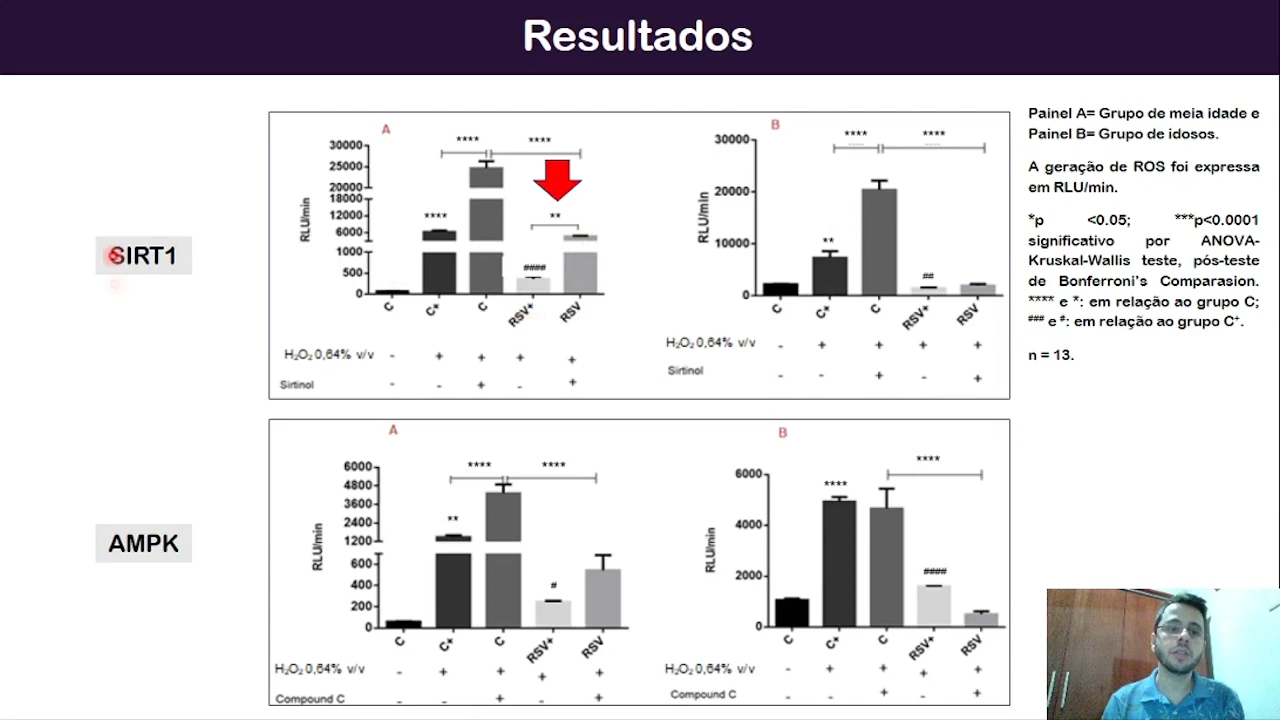 Resultados
A
30000
25000
20000
18000
12000
6000
1000
500
0
RLU/min
****
****
****
**
####
C
C+
C
RSV+
RSV
H₂O₂ 0,64% v/v
-
+
+
+
+
Sirtinol
-
-
+
-
+
B
30000
20000
10000
0
RLU/min
****
****
**
##
C
C+
C
RSV+
RSV
H₂O₂ 0,64% v/v
-
+
+
+
+
Sirtinol
-
-
+
-
+
SIRT1
Painel A= Grupo de meia idade e
Painel B= Grupo de idosos.
A geração de ROS foi expressa
em RLU/min.
*p <0.05; ***p<0.0001
significativo por ANOVA-
Kruskal-Wallis teste, pós-teste
de Bonferroni's Comparasion.
**** e *: em relação ao grupo C;
### e #: em relação ao grupo C+.
n = 13.
AMPK
A
6000
4800
3600
2400
1200
600
400
200
0
RLU/min
****
****
**
#
C
C+
C
RSV+
RSV
H₂O₂ 0,64% v/v
-
+
+
+
+
Compound C
-
-
+
-
+
B
6000
4000
2000
0
RLU/min
****
****
####
C
C+
C
RSV+
RSV
H₂O₂ 0,64% v/v
-
+
+
+
+
Compound C
-
-
+
-
+